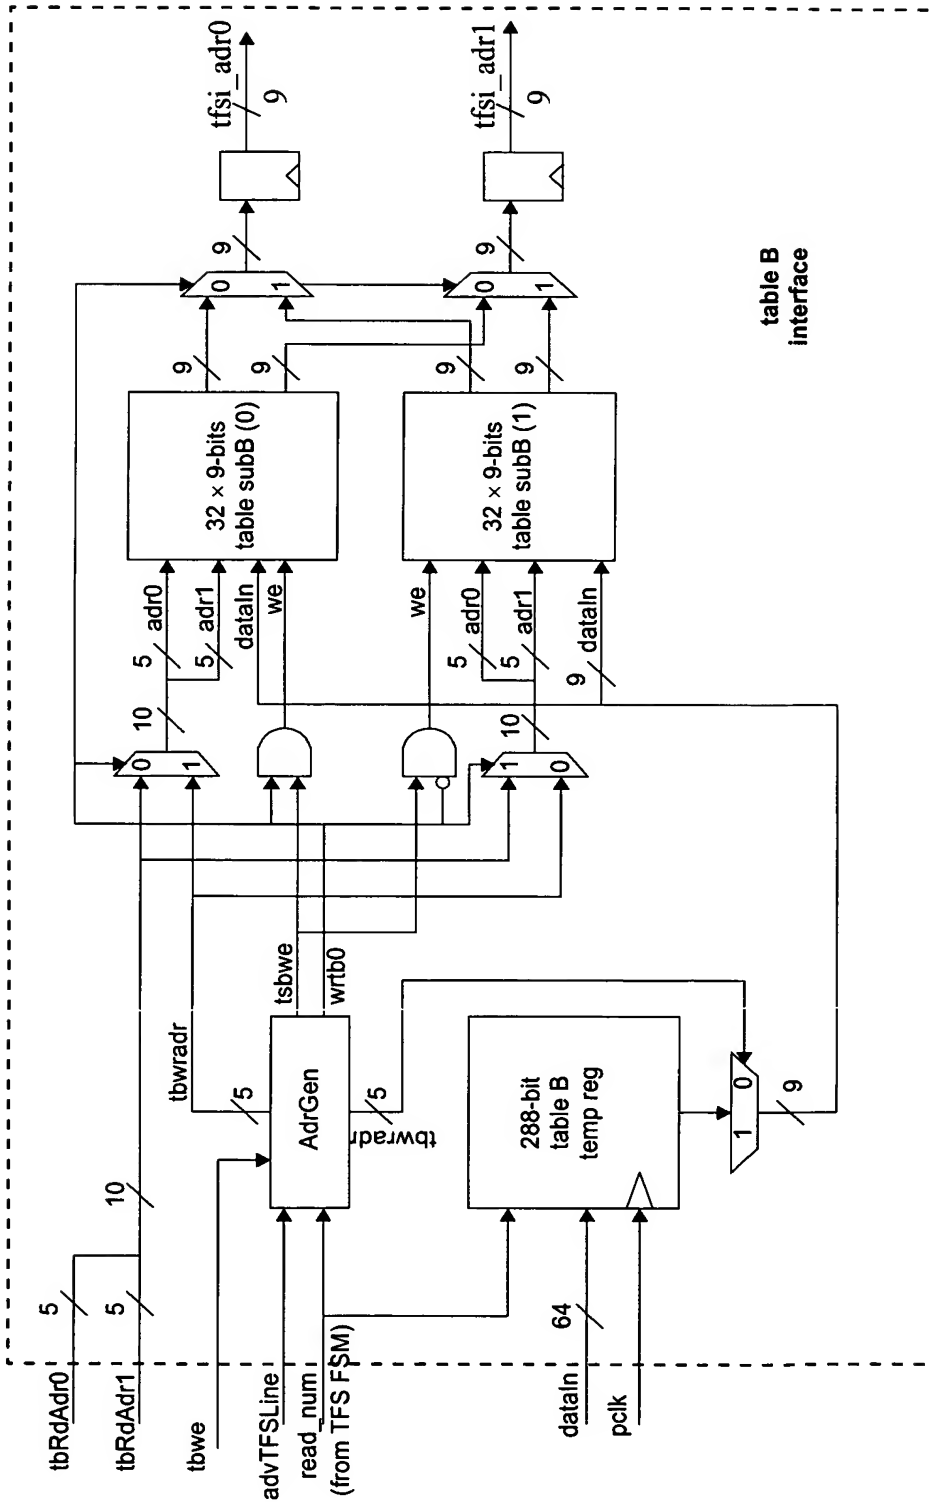 tbRdAdr0
5
tbRdAdr1
5
10
tbwe
advTFSLine
read_num
(from TFS FSM)
dataIn
64
pclk
tbwradr
5
AdrGen
5
tbwradr
tsbwe
wrtb0
288-bit
table B
temp reg
1
0
9
0
1
10
5
adr0
5
adr1
dataIn
we
32 × 9-bits
table subB (0)
9
9
0
1
9
tfsi_adr0
9
1
0
10
we
5
adr0
5
adr1
9
dataIn
32 × 9-bits
table subB (1)
9
9
0
1
9
tfsi_adr1
9
table B
interface